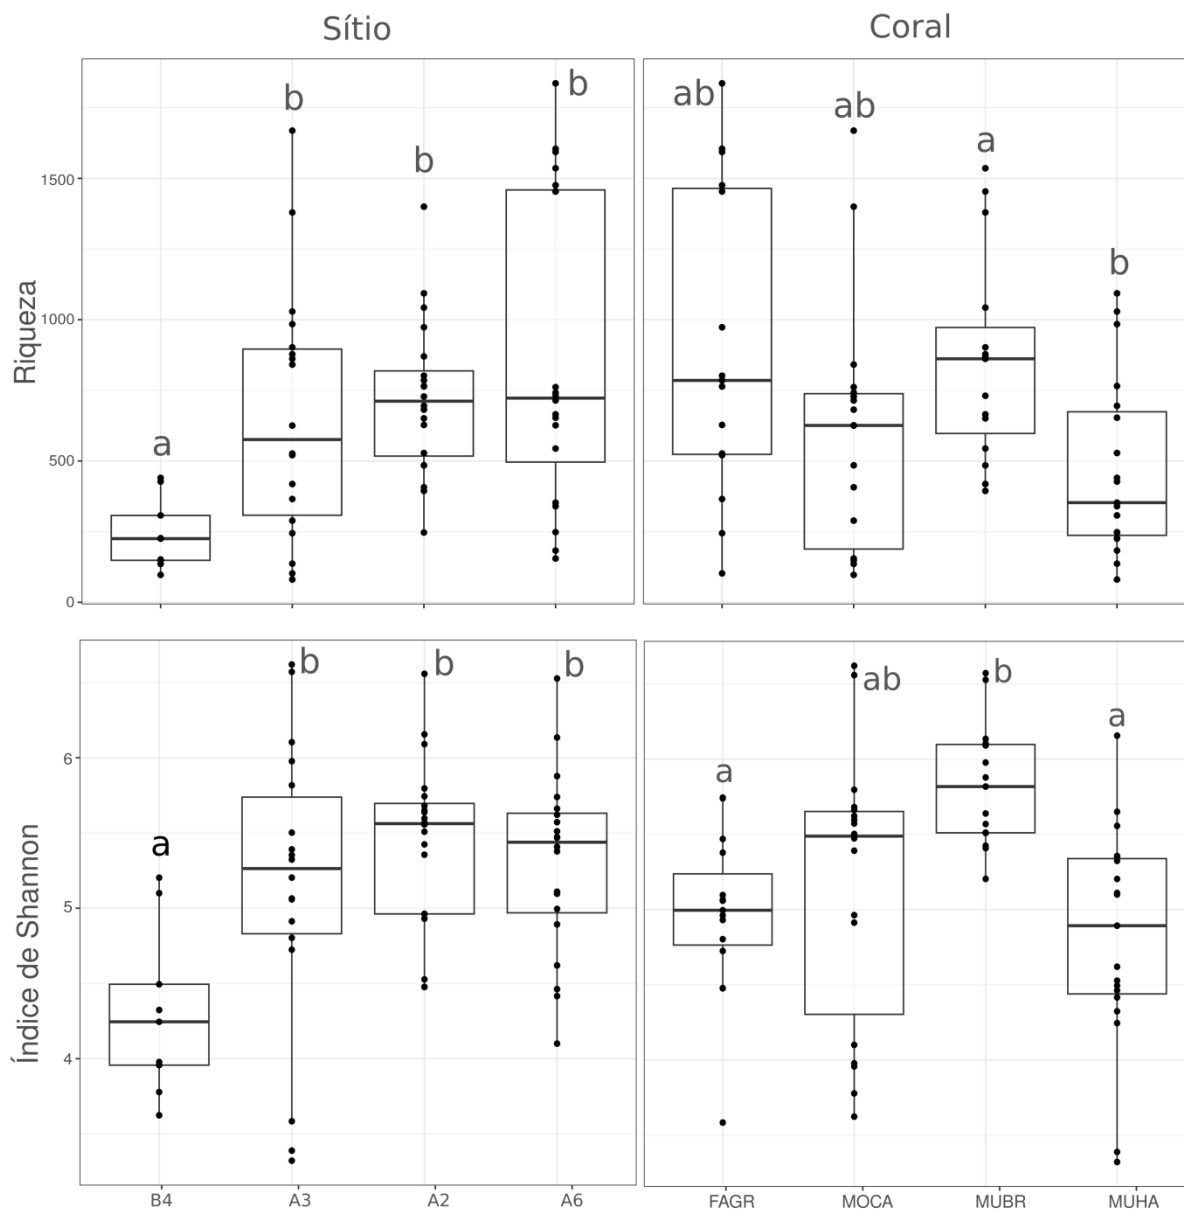 Sítio
Coral
Riqueza
1500
1000
500
0
a
b
b
b
ab
ab
a
b
Índice de Shannon
6
5
4
a
b
b
b
a
ab
b
a
B4 A3 A2 A6
FAGR MOCA MUBR MUHA